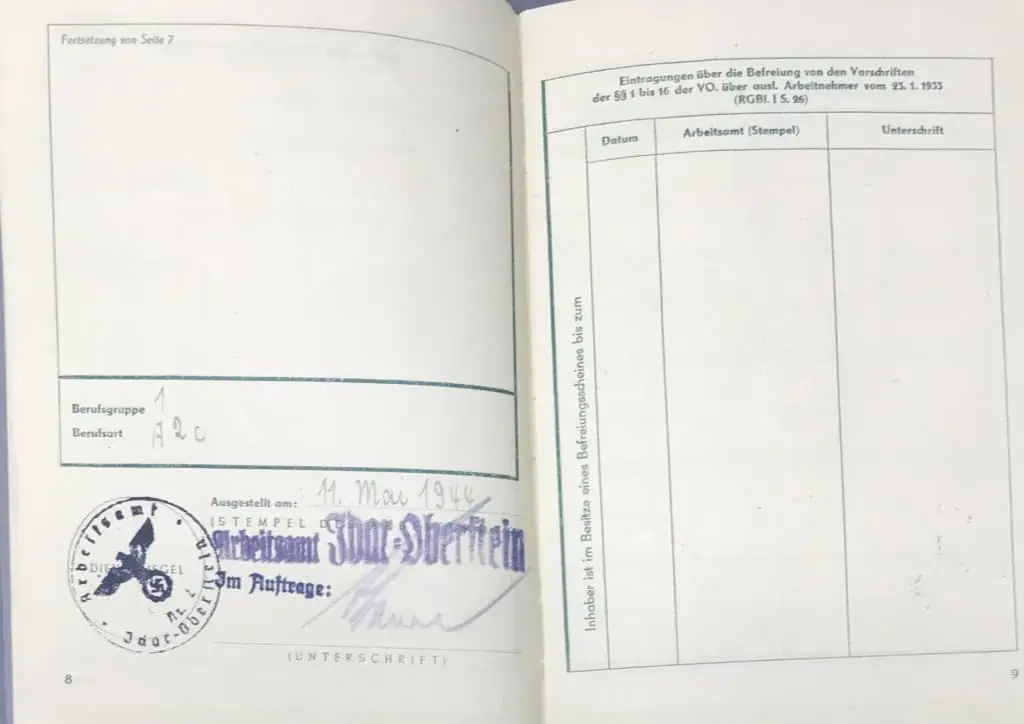 Fortsetzung von Seite 7
Berufsgruppe 1
Berufsart A 2 c
Ausgestellt am: 11. Mai 1944
(STEMPEL D
Arbeitsamt Idar-Oberstein
Im Auftrage:
(UNTERSCHRIFT)
Arbeitsamt
DIENSTSIEGEL
Idar-Oberstein
8
Eintragungen über die Befreiung von den Vorschriften
der §§ 1 bis 16 der VO. über ausl. Arbeitnehmer vom 23. 1. 1933
(RGBl. I S. 26)
Datum
Arbeitsamt (Stempel)
Unterschrift
Inhaber ist im Besitze eines Befreiungsscheines bis zum
9